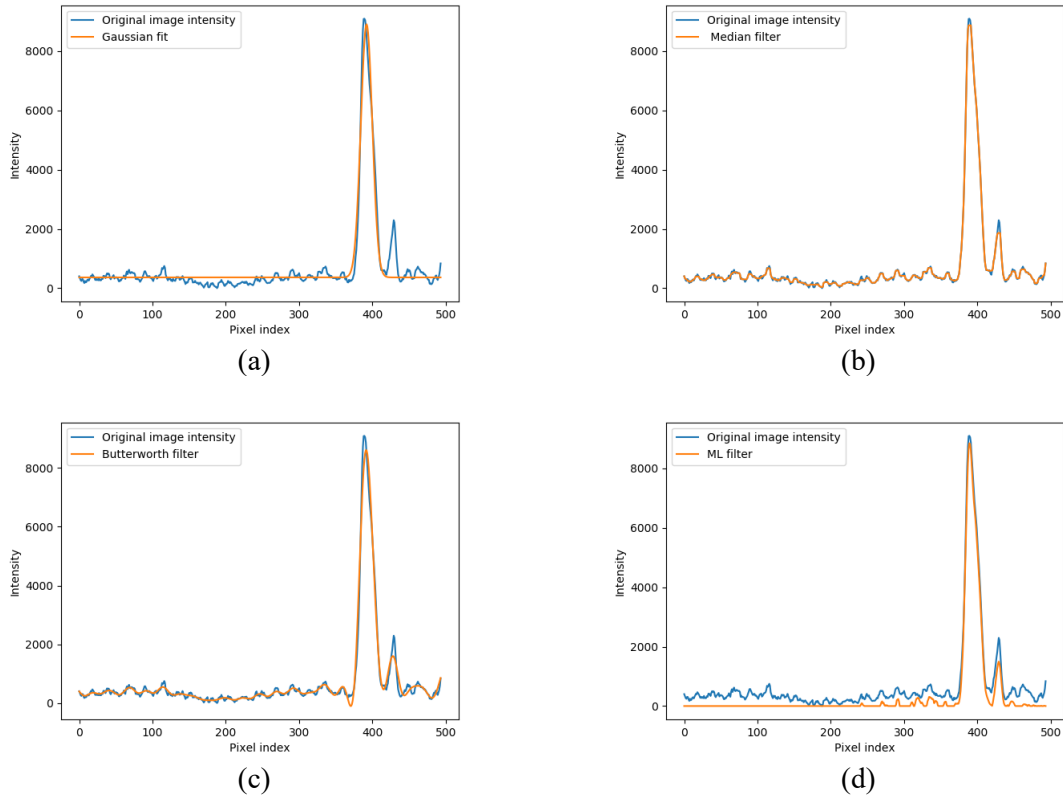 Original image intensity
Gaussian fit
8000
6000
4000
2000
0
Intensity
0 100 200 300 400 500
Pixel index
(a)
Original image intensity
Median filter
8000
6000
4000
2000
0
Intensity
0 100 200 300 400 500
Pixel index
(b)
Original image intensity
Butterworth filter
8000
6000
4000
2000
0
Intensity
0 100 200 300 400 500
Pixel index
(c)
Original image intensity
ML filter
8000
6000
4000
2000
0
Intensity
0 100 200 300 400 500
Pixel index
(d)